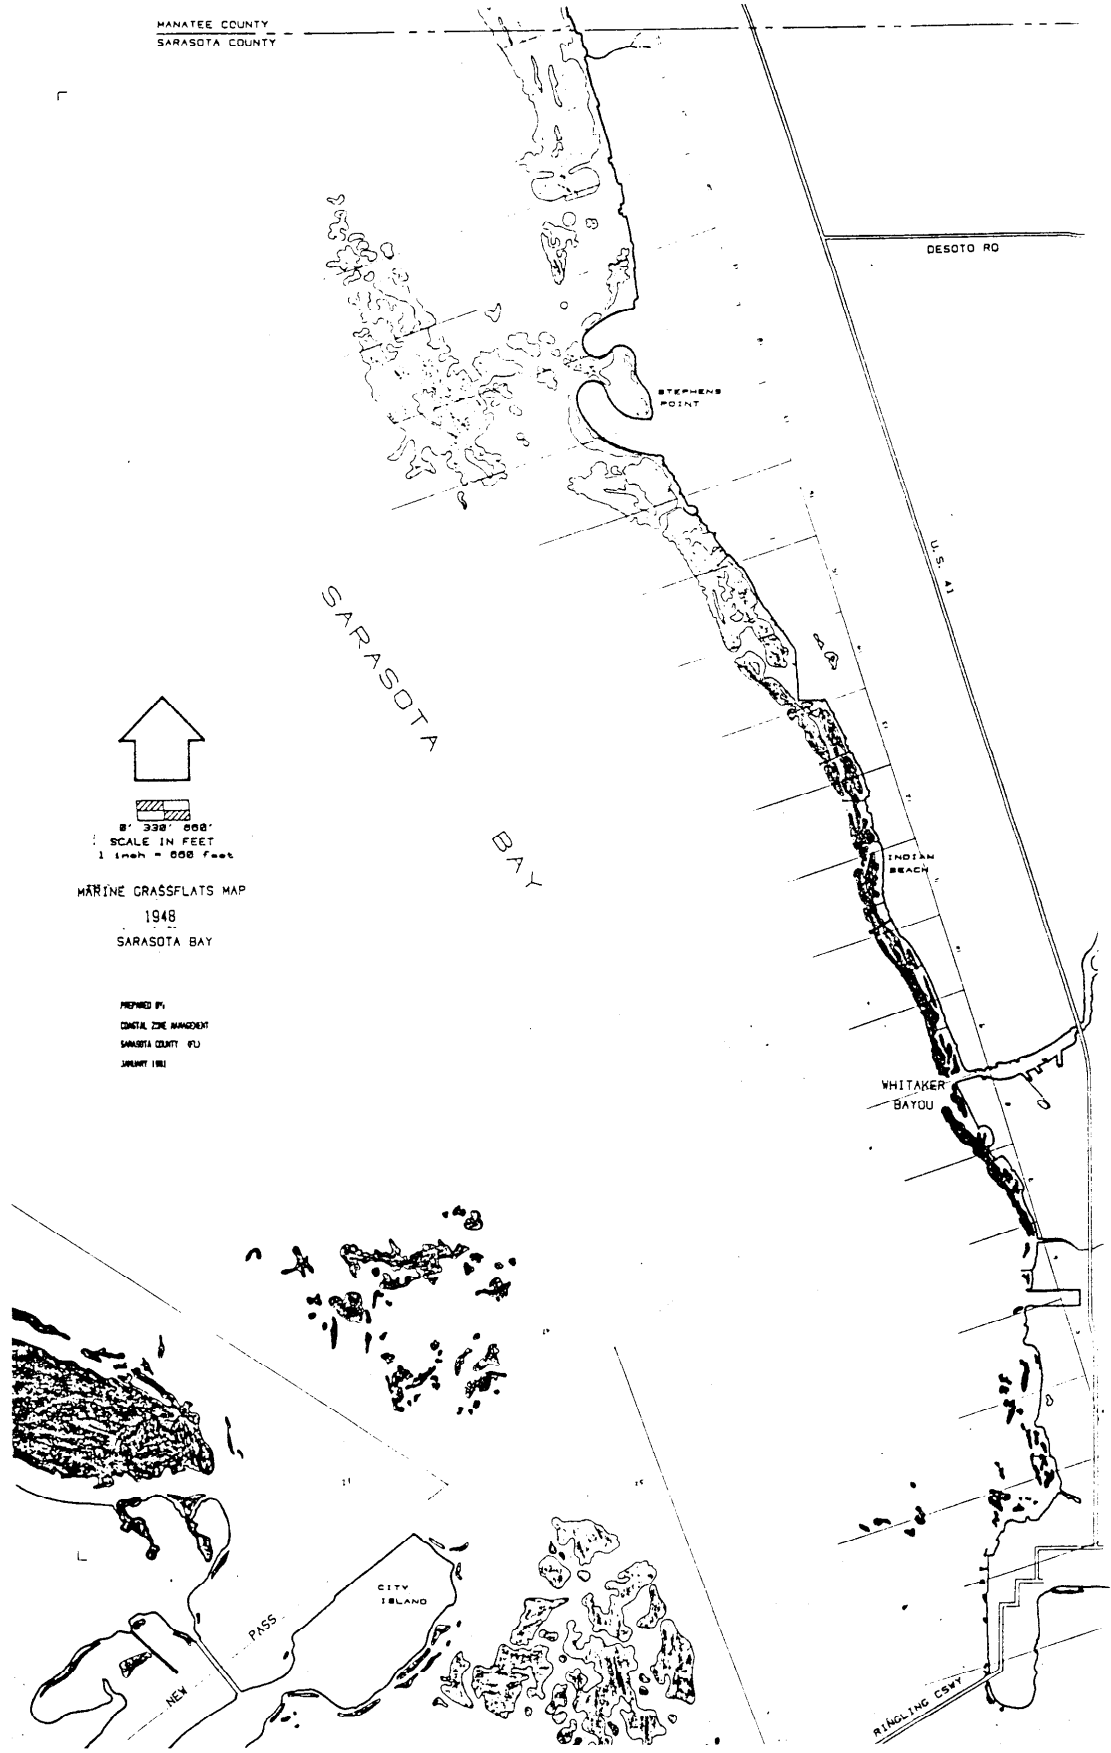 MANATEE COUNTY
SARASOTA COUNTY
DESOTO RD
STEPHENS
POINT
U.S. 41
SARASOTA
BAY
0' 330' 660'
SCALE IN FEET
1 inch = 660 feet
MARINE GRASSFLATS MAP
1948
SARASOTA BAY
PREPARED BY:
COASTAL ZONE MANAGEMENT
SARASOTA COUNTY (FL)
JANUARY 1981
INDIAN
BEACH
WHITAKER
BAYOU
CITY
ISLAND
NEW
PASS
RINGLING CSWY